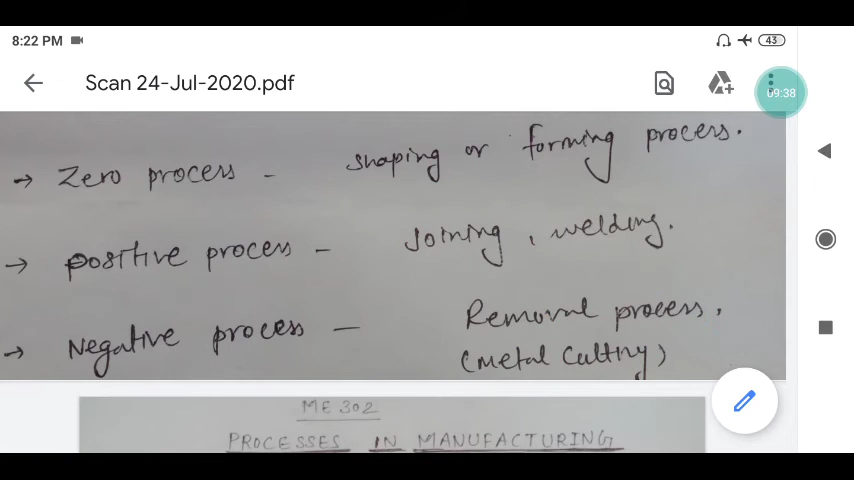 8:22 PM
43
Scan 24-Jul-2020.pdf
09:38
→ Zero process - shaping or forming process.
→ positive process - Joining, welding.
→ Negative process - Removal process.
(Metal Cutting)
ME 302
PROCESSES IN MANUFACTURING